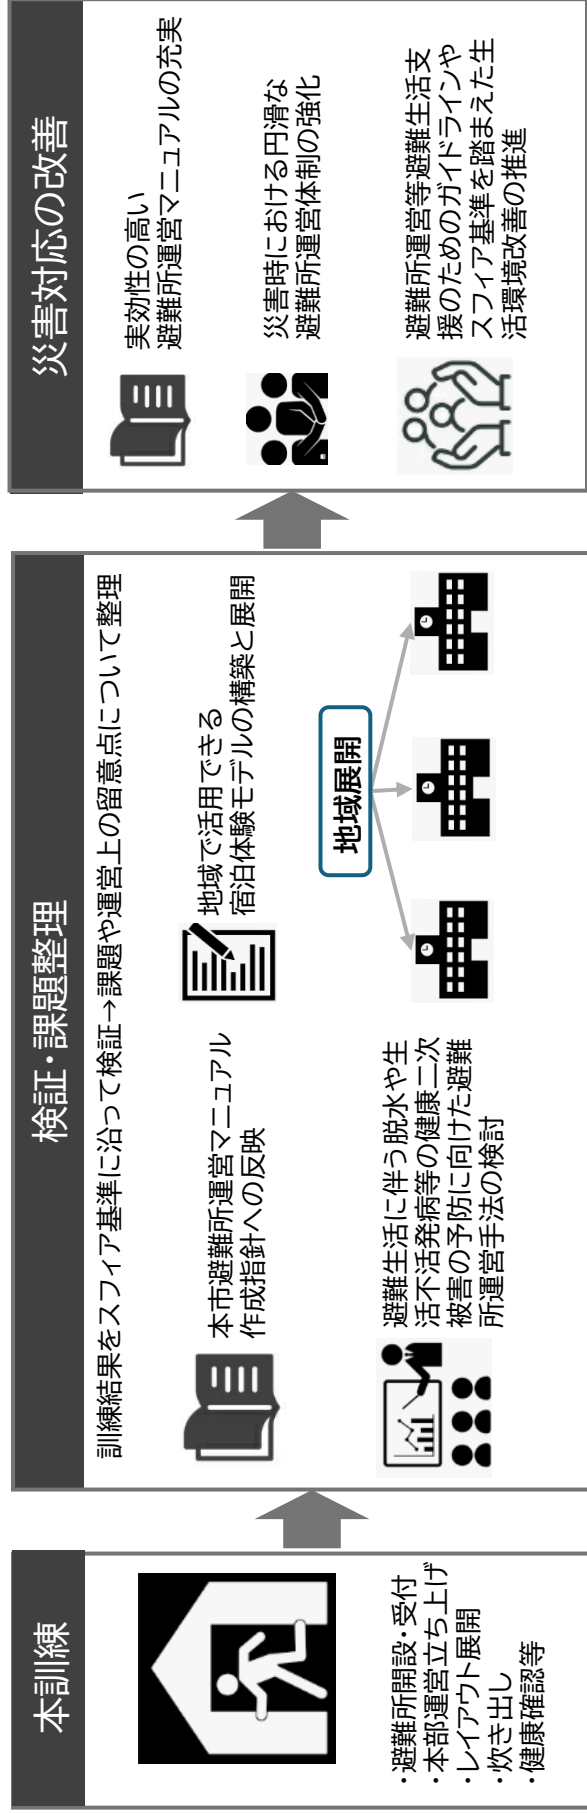 本訓練
・避難所開設・受付
・本部運営立ち上げ
・レイアウト展開
・炊き出し
・健康確認等
検証・課題整理
訓練結果をスフィア基準に沿って検証→課題や運営上の留意点について整理
本市避難所運営マニュアル
作成指針への反映
地域で活用できる
宿泊体験モデルの構築と展開
避難生活に伴う脱水や生
活不活発病等の健康二次
被害の予防に向けた避難
所運営手法の検討
地域展開
災害対応の改善
実効性の高い
避難所運営マニュアルの充実
災害時における円滑な
避難所運営体制の強化
避難所運営等避難生活支
援のためのガイドラインや
スフィア基準を踏まえた生
活環境改善の推進